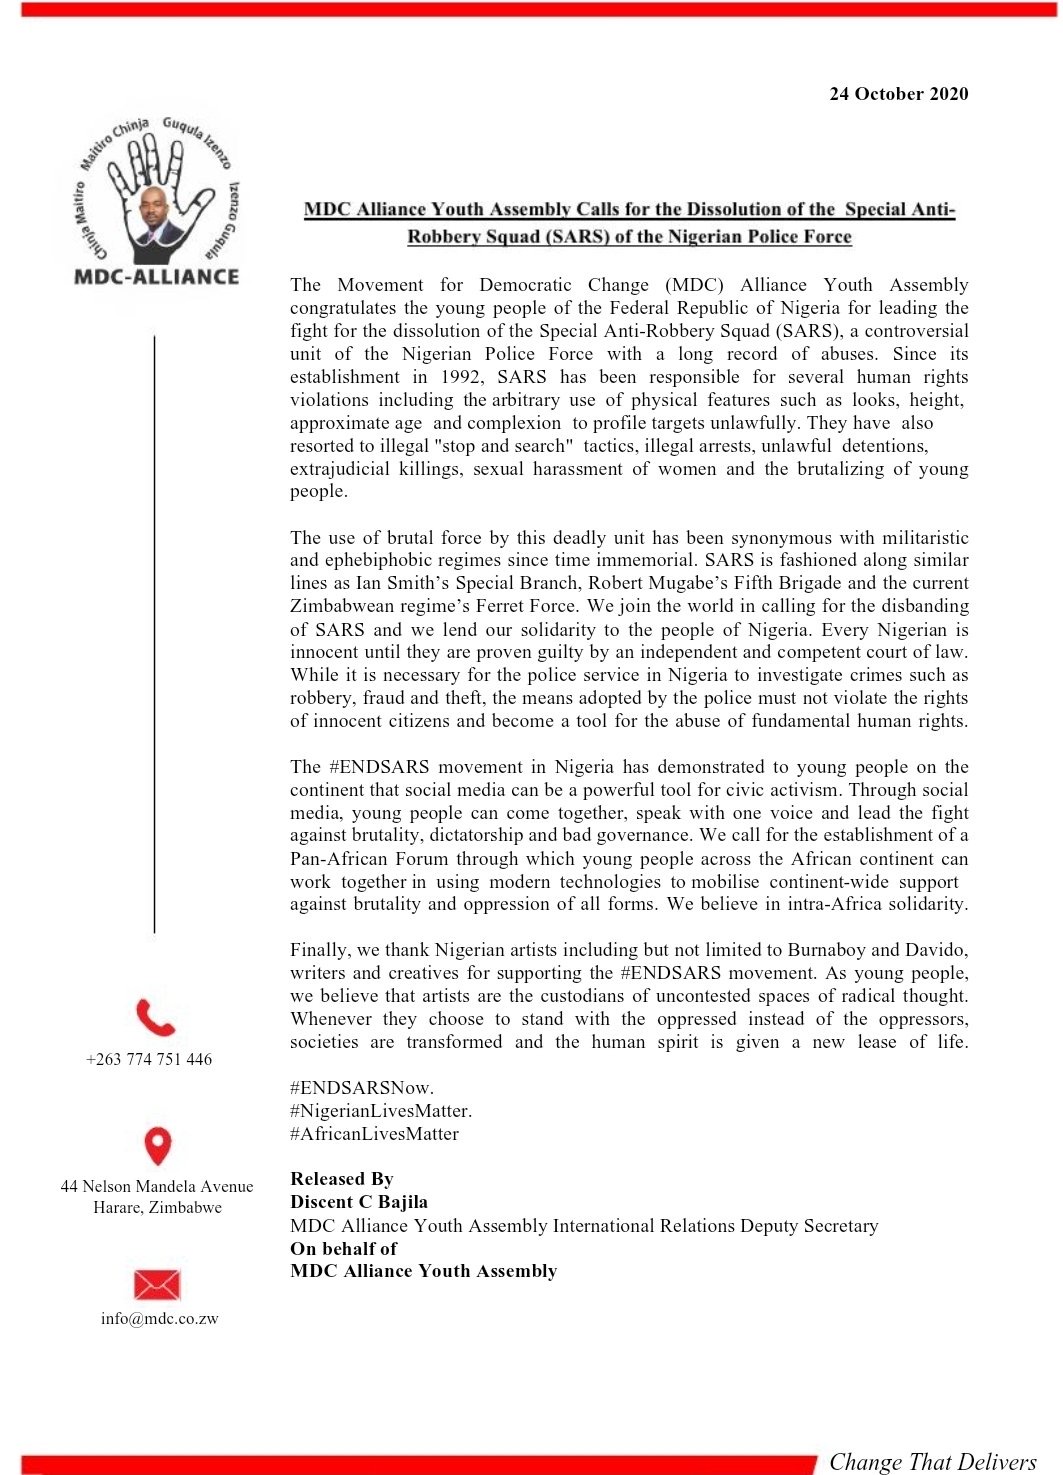 24 October 2020
Chinja Maitiro Maitiro Chinja Guqula Izenzo Izenzo Guqula
MDC-ALLIANCE
MDC Alliance Youth Assembly Calls for the Dissolution of the Special Anti-
Robbery Squad (SARS) of the Nigerian Police Force
The Movement for Democratic Change (MDC) Alliance Youth Assembly
congratulates the young people of the Federal Republic of Nigeria for leading the
fight for the dissolution of the Special Anti-Robbery Squad (SARS), a controversial
unit of the Nigerian Police Force with a long record of abuses. Since its
establishment in 1992, SARS has been responsible for several human rights
violations including the arbitrary use of physical features such as looks, height,
approximate age and complexion to profile targets unlawfully. They have also
resorted to illegal "stop and search" tactics, illegal arrests, unlawful detentions,
extrajudicial killings, sexual harassment of women and the brutalizing of young
people.
The use of brutal force by this deadly unit has been synonymous with militaristic
and ephebiphobic regimes since time immemorial. SARS is fashioned along similar
lines as Ian Smith’s Special Branch, Robert Mugabe’s Fifth Brigade and the current
Zimbabwean regime’s Ferret Force. We join the world in calling for the disbanding
of SARS and we lend our solidarity to the people of Nigeria. Every Nigerian is
innocent until they are proven guilty by an independent and competent court of law.
While it is necessary for the police service in Nigeria to investigate crimes such as
robbery, fraud and theft, the means adopted by the police must not violate the rights
of innocent citizens and become a tool for the abuse of fundamental human rights.
The #ENDSARS movement in Nigeria has demonstrated to young people on the
continent that social media can be a powerful tool for civic activism. Through social
media, young people can come together, speak with one voice and lead the fight
against brutality, dictatorship and bad governance. We call for the establishment of a
Pan-African Forum through which young people across the African continent can
work together in using modern technologies to mobilise continent-wide support
against brutality and oppression of all forms. We believe in intra-Africa solidarity.
Finally, we thank Nigerian artists including but not limited to Burnaboy and Davido,
writers and creatives for supporting the #ENDSARS movement. As young people,
we believe that artists are the custodians of uncontested spaces of radical thought.
Whenever they choose to stand with the oppressed instead of the oppressors,
societies are transformed and the human spirit is given a new lease of life.
#ENDSARSNow.
#NigerianLivesMatter.
#AfricanLivesMatter
Released By
Discent C Bajila
MDC Alliance Youth Assembly International Relations Deputy Secretary
On behalf of
MDC Alliance Youth Assembly
+263 774 751 446
44 Nelson Mandela Avenue
Harare, Zimbabwe
info@mdc.co.zw
Change That Delivers